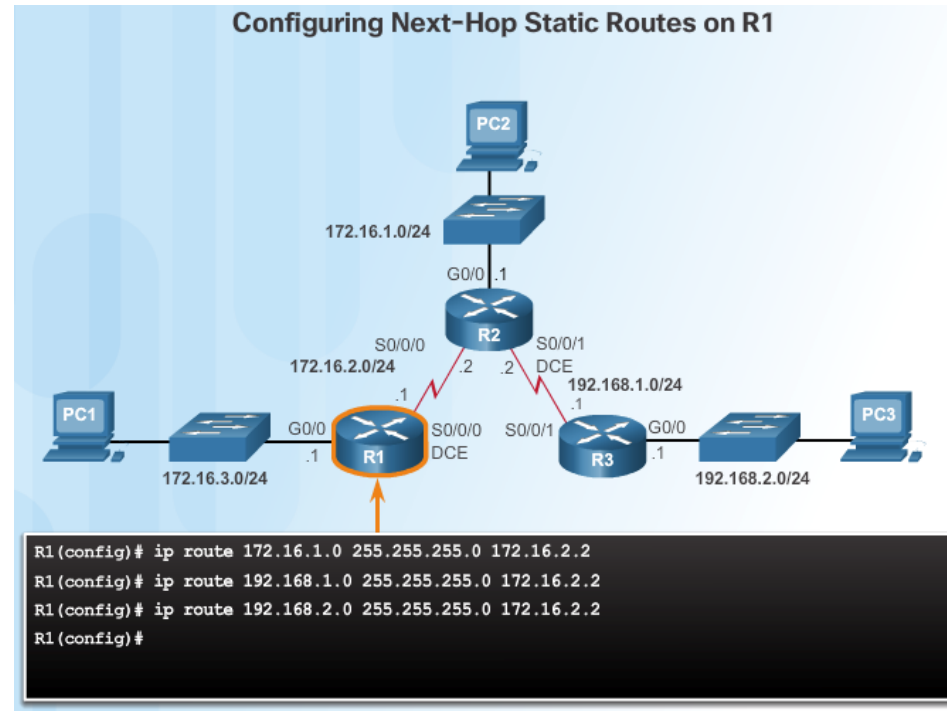 Configuring Next-Hop Static Routes on R1
PC2
172.16.1.0/24
G0/0 .1
R2
S0/0/0
S0/0/1
172.16.2.0/24
.2 .2 DCE
192.168.1.0/24
.1 .1
PC1
G0/0
S0/0/0
S0/0/1
G0/0
PC3
.1 R1 DCE
R3 .1
172.16.3.0/24
192.168.2.0/24
R1(config)# ip route 172.16.1.0 255.255.255.0 172.16.2.2
R1(config)# ip route 192.168.1.0 255.255.255.0 172.16.2.2
R1(config)# ip route 192.168.2.0 255.255.255.0 172.16.2.2
R1(config)#